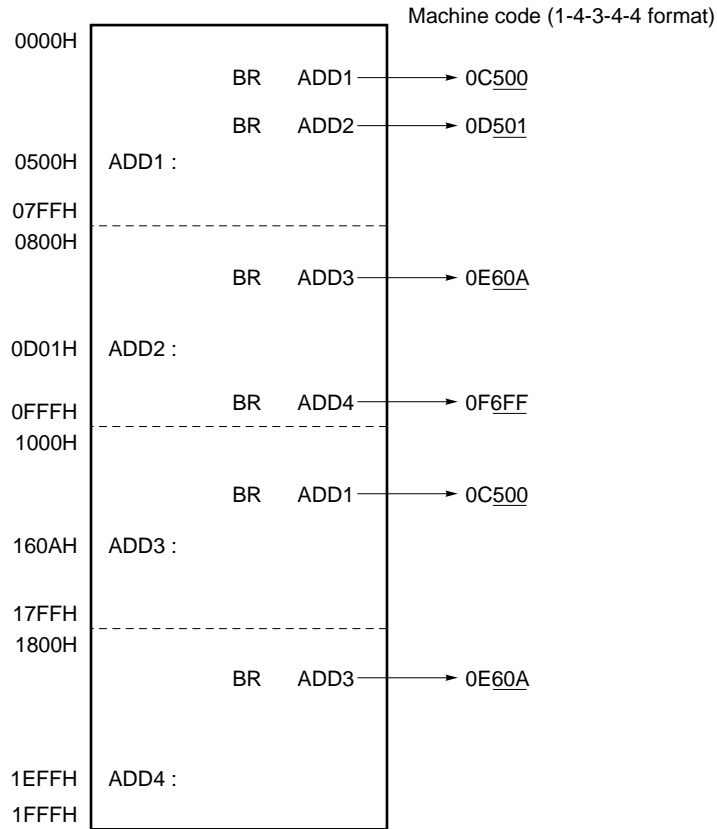 Machine code (1-4-3-4-4 format)
0000H
BR ADD1 0C500
BR ADD2 0D501
0500H ADD1 :
07FFH
0800H
BR ADD3 0E60A
0D01H ADD2 :
BR ADD4 0F6FF
0FFFH
1000H
BR ADD1 0C500
160AH ADD3 :
17FFH
1800H
BR ADD3 0E60A
1EFFH ADD4 :
1FFFH